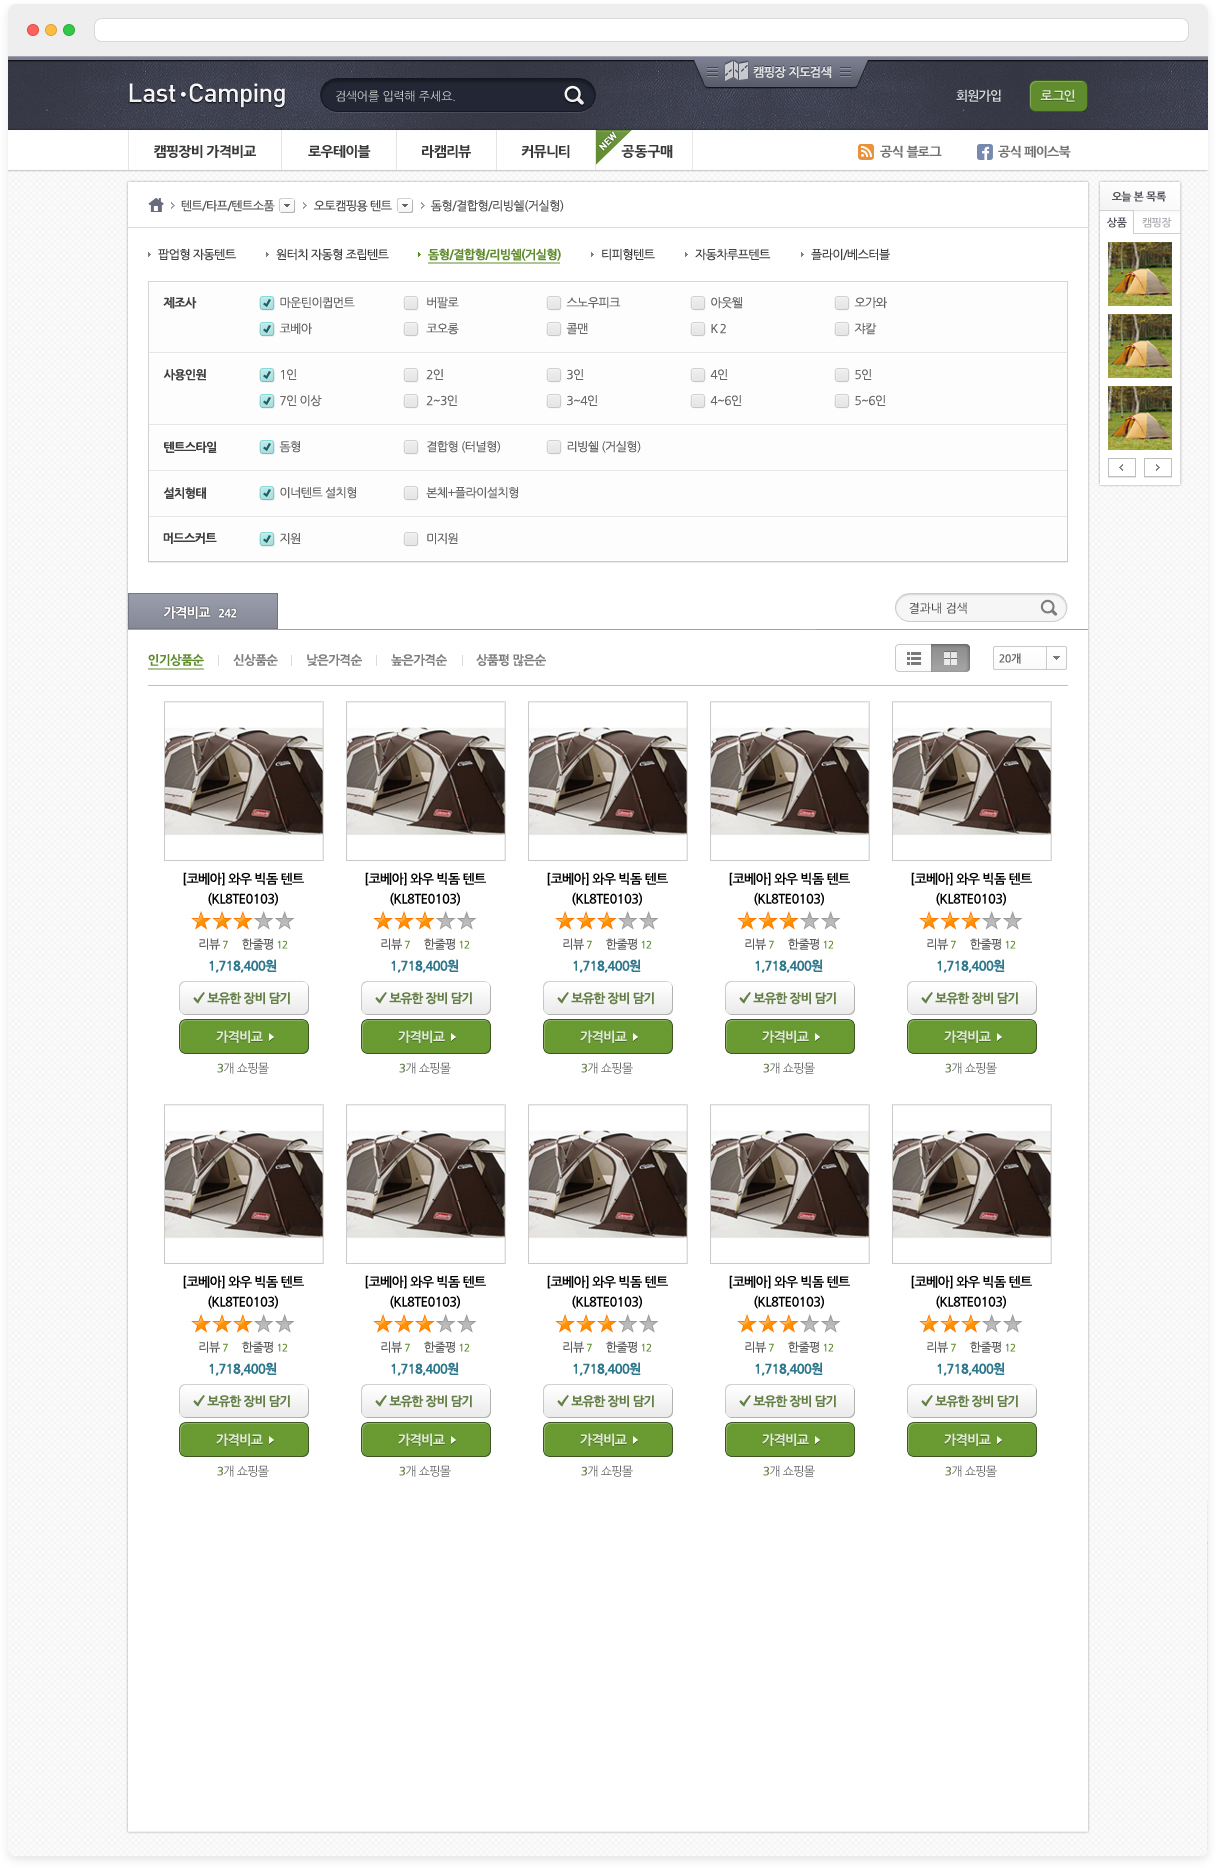 캠핑장 지도검색
Last·Camping
검색어를 입력해 주세요.
회원가입
로그인
캠핑장비 가격비교
로우테이블
라캠리뷰
커뮤니티
NEW
공동구매
공식 블로그
공식 페이스북
텐트/타프/텐트소품
오토캠핑용 텐트
돔형/결합형/리빙쉘(거실형)
오늘 본 목록
상품 캠핑장
팝업형 자동텐트
원터치 자동형 조립텐트
돔형/결합형/리빙쉘(거실형)
티피형텐트
자동차루프텐트
플라이/베스터블
제조사 마운틴이큅먼트 버팔로 스노우피크 아웃웰 오가와
코베아 코오롱 콜맨 K2 쟈칼
사용인원 1인 2인 3인 4인 5인
7인 이상 2~3인 3~4인 4~6인 5~6인
텐트스타일 돔형 결합형 (터널형) 리빙쉘 (거실형)
설치형태 이너텐트 설치형 본체+플라이설치형
머드스커트 지원 미지원
가격비교 242
결과내 검색
인기상품순 신상품순 낮은가격순 높은가격순 상품평 많은순
20개
[코베아] 와우 빅돔 텐트 [코베아] 와우 빅돔 텐트 [코베아] 와우 빅돔 텐트 [코베아] 와우 빅돔 텐트 [코베아] 와우 빅돔 텐트
(KL8TE0103) (KL8TE0103) (KL8TE0103) (KL8TE0103) (KL8TE0103)
리뷰 7 한줄평 12 리뷰 7 한줄평 12 리뷰 7 한줄평 12 리뷰 7 한줄평 12 리뷰 7 한줄평 12
1,718,400원 1,718,400원 1,718,400원 1,718,400원 1,718,400원
보유한 장비 담기 보유한 장비 담기 보유한 장비 담기 보유한 장비 담기 보유한 장비 담기
가격비교 가격비교 가격비교 가격비교 가격비교
3개 쇼핑몰 3개 쇼핑몰 3개 쇼핑몰 3개 쇼핑몰 3개 쇼핑몰
[코베아] 와우 빅돔 텐트 [코베아] 와우 빅돔 텐트 [코베아] 와우 빅돔 텐트 [코베아] 와우 빅돔 텐트 [코베아] 와우 빅돔 텐트
(KL8TE0103) (KL8TE0103) (KL8TE0103) (KL8TE0103) (KL8TE0103)
리뷰 7 한줄평 12 리뷰 7 한줄평 12 리뷰 7 한줄평 12 리뷰 7 한줄평 12 리뷰 7 한줄평 12
1,718,400원 1,718,400원 1,718,400원 1,718,400원 1,718,400원
보유한 장비 담기 보유한 장비 담기 보유한 장비 담기 보유한 장비 담기 보유한 장비 담기
가격비교 가격비교 가격비교 가격비교 가격비교
3개 쇼핑몰 3개 쇼핑몰 3개 쇼핑몰 3개 쇼핑몰 3개 쇼핑몰